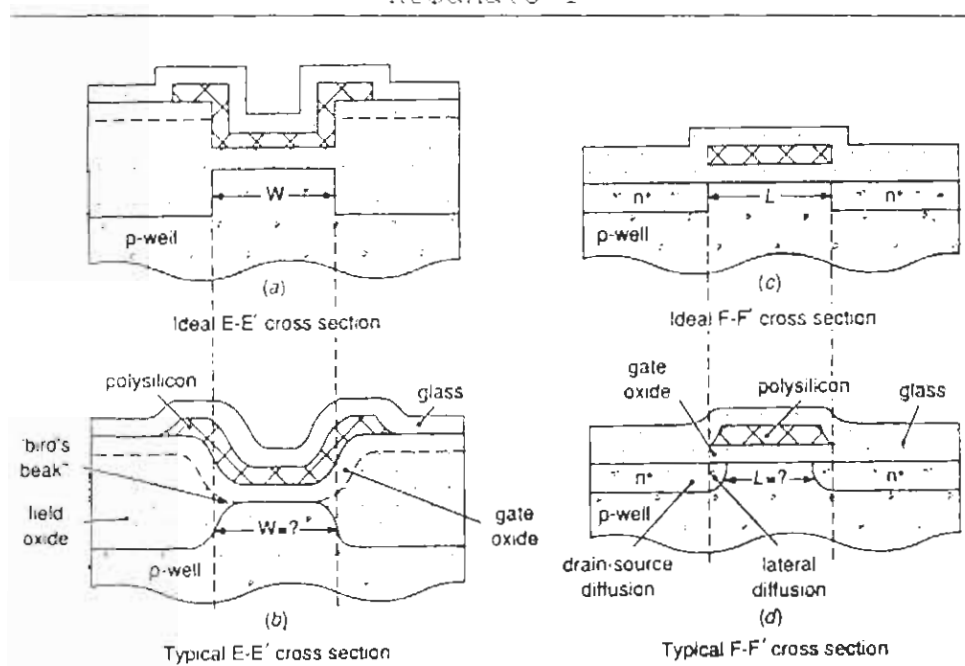 W
p-well
(a)
Ideal E-E' cross section
n+
L
n+
p-well
(c)
Ideal F-F' cross section
polysilicon
glass
"bird's beak"
field oxide
W=?
gate oxide
p-well
(b)
Typical E-E' cross section
gate oxide
polysilicon
glass
n+
L=?
n+
p-well
drain-source diffusion
lateral diffusion
(d)
Typical F-F' cross section